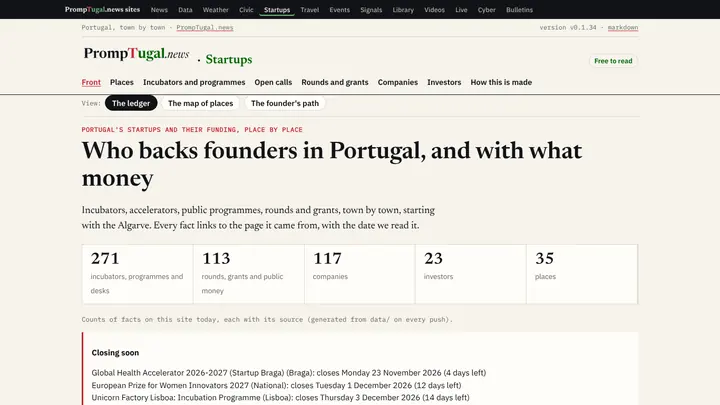 PrompTugal.news sites News Data Weather Civic Startups Travel Events Signals Library Videos Live Cyber Bulletins
Portugal, town by town · PrompTugal.news version v0.1.34 · markdown
PrompTugal.news · Startups
Free to read
Front Places Incubators and programmes Open calls Rounds and grants Companies Investors How this is made
View: The ledger The map of places The founder's path
PORTUGAL'S STARTUPS AND THEIR FUNDING, PLACE BY PLACE
Who backs founders in Portugal, and with what
money
Incubators, accelerators, public programmes, rounds and grants, town by town, starting
with the Algarve. Every fact links to the page it came from, with the date we read it.
271 113 117 23 35
incubators, programmes and rounds, grants and public companies investors places
desks money
Counts of facts on this site today, each with its source (generated from data/ on every push).
Closing soon
Global Health Accelerator 2026-2027 (Startup Braga) (Braga): closes Monday 23 November 2026 (4 days left)
European Prize for Women Innovators 2027 (National): closes Tuesday 1 December 2026 (12 days left)
Unicorn Factory Lisboa: Incubation Programme (Lisboa): closes Thursday 3 December 2026 (14 days left)